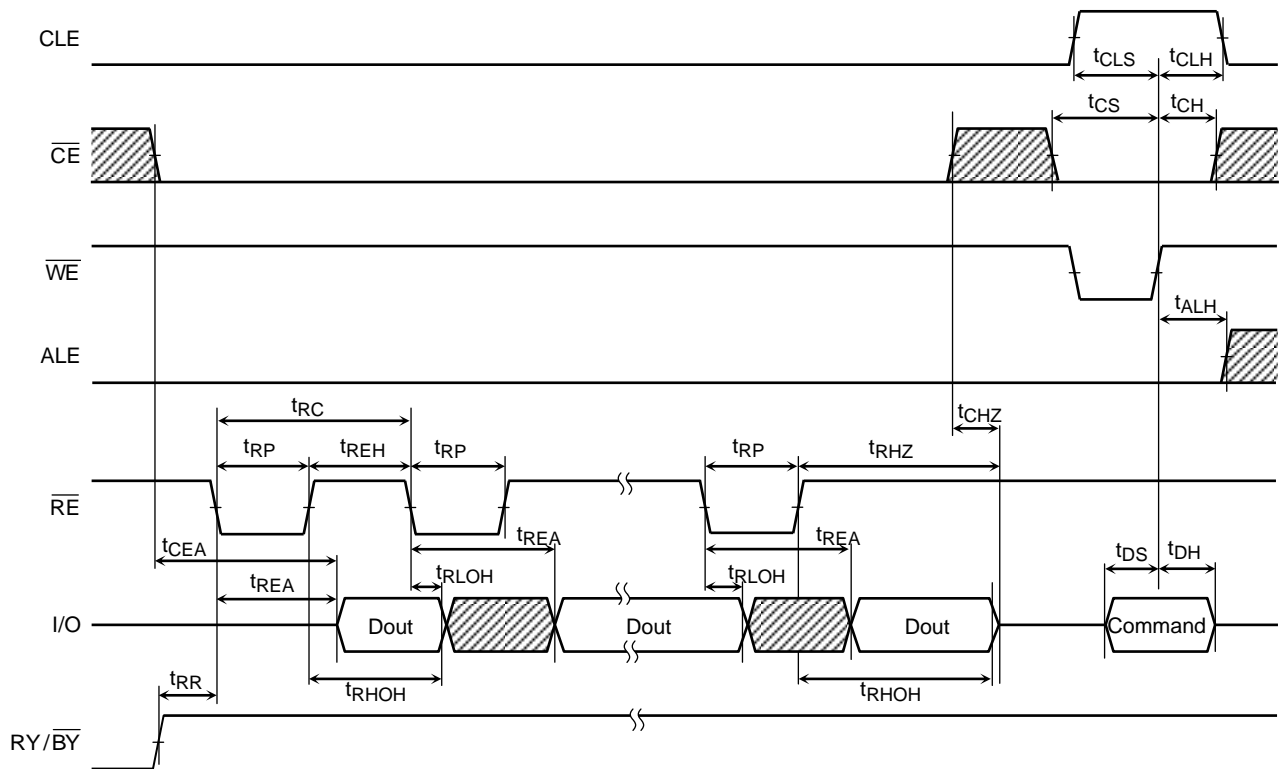 CLE
tCLS tCLH
tCS tCH
CE
WE
tALH
ALE
tRC
tCHZ
tRP tREH tRP tRP tRHZ
RE
tCEA tREA tREA
tDS tDH
tREA tRLOH tRLOH
I/O Dout Dout Dout Command
tRR tRHOH tRHOH
RY/BY